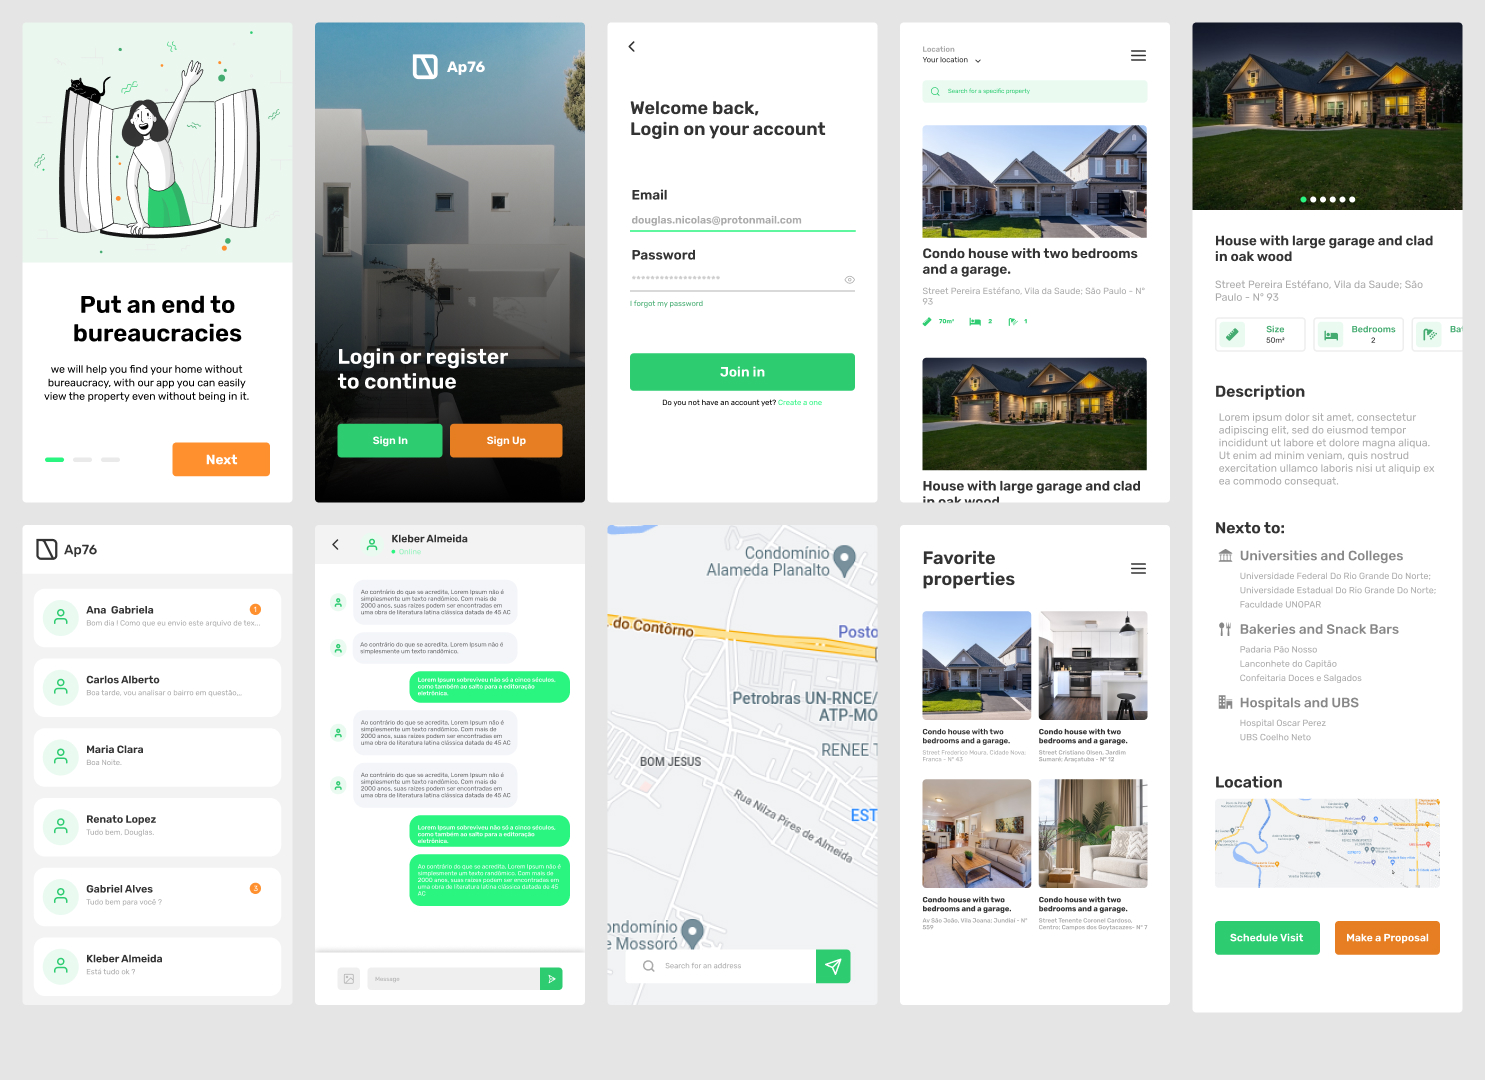 Put an end to
bureaucracies
we will help you find your home without
bureaucracy, with our app you can easily
view the property even without being in it.
Next
Ap76
Login or register
to continue
Sign In
Sign Up
Welcome back,
Login on your account
Email
douglas.nicolas@protonmail.com
Password
*******************
I forgot my password
Join in
Do you not have an account yet? Create a one
Location
Your location
Search for a specific property
Condo house with two bedrooms
and a garage.
Street Pereira Estéfano, Vila da Saude; São Paulo - N°
93
70m²
2
1
House with large garage and clad
in oak wood
House with large garage and clad
in oak wood
Street Pereira Estéfano, Vila da Saude; São
Paulo - N° 93
Size
50m²
Bedrooms
2
Bat
Description
Lorem ipsum dolor sit amet, consectetur
adipiscing elit, sed do eiusmod tempor
incididunt ut labore et dolore magna aliqua.
Ut enim ad minim veniam, quis nostrud
exercitation ullamco laboris nisi ut aliquip ex
ea commodo consequat.
Nexto to:
Universities and Colleges
Universidade Federal Do Rio Grande Do Norte;
Universidade Estadual Do Rio Grande Do Norte;
Faculdade UNOPAR
Bakeries and Snack Bars
Padaria Pão Nosso
Lanconhete do Capitão
Confeitaria Doces e Salgados
Hospitals and UBS
Hospital Oscar Perez
UBS Coelho Neto
Location
Schedule Visit
Make a Proposal
Ap76
Ana Gabriela
1
Bom dia ! Como que eu envio este arquivo de tex...
Carlos Alberto
Boa tarde, vou analisar o bairro em questão...
Maria Clara
Boa Noite.
Renato Lopez
Tudo bem. Douglas.
Gabriel Alves
3
Tudo bem para você ?
Kleber Almeida
Está tudo ok ?
Kleber Almeida
Online
Ao contrário do que se acredita, Lorem Ipsum não é
simplesmente um texto randômico. Com mais de
2000 anos, suas raízes podem ser encontradas em
uma obra de literatura latina clássica datada de 45 AC
Ao contrário do que se acredita, Lorem Ipsum não é
simplesmente um texto randômico.
Lorem Ipsum sobreviveu não só a cinco séculos,
como também ao salto para a editoração
eletrônica.
Ao contrário do que se acredita, Lorem Ipsum não é
simplesmente um texto randômico. Com mais de
2000 anos, suas raízes podem ser encontradas em
uma obra de literatura latina clássica datada de 45 AC
Ao contrário do que se acredita, Lorem Ipsum não é
simplesmente um texto randômico. Com mais de
2000 anos, suas raízes podem ser encontradas em
uma obra de literatura latina clássica datada de 45 AC
Lorem Ipsum sobreviveu não só a cinco séculos,
como também ao salto para a editoração
eletrônica.
Ao contrário do que se acredita, Lorem Ipsum não é
simplesmente um texto randômico. Com mais de
2000 anos, suas raízes podem ser encontradas em
uma obra de literatura latina clássica datada de 45
AC
Message
Condomínio
Alameda Planalto
do Contôrno
Posto
Petrobras UN-RNCE/
ATP-MO
RENEE T
BOM JESUS
Rua Nilza Pires de Almeida
EST
ondomínio
e Mossoró
Search for an address
Favorite
properties
Condo house with two
bedrooms and a garage.
Street Frederico Moura, Cidade Nova,
Franca - N° 43
Condo house with two
bedrooms and a garage.
Street Cristiano Olsen, Jardim
Sumaré; Araçatuba - N° 12
Condo house with two
bedrooms and a garage.
Av São João, Vila Joana; Jundiaí - N°
559
Condo house with two
bedrooms and a garage.
Street Tenente Coronel Cardoso,
Centro; Campos dos Goytacazes- N° 7